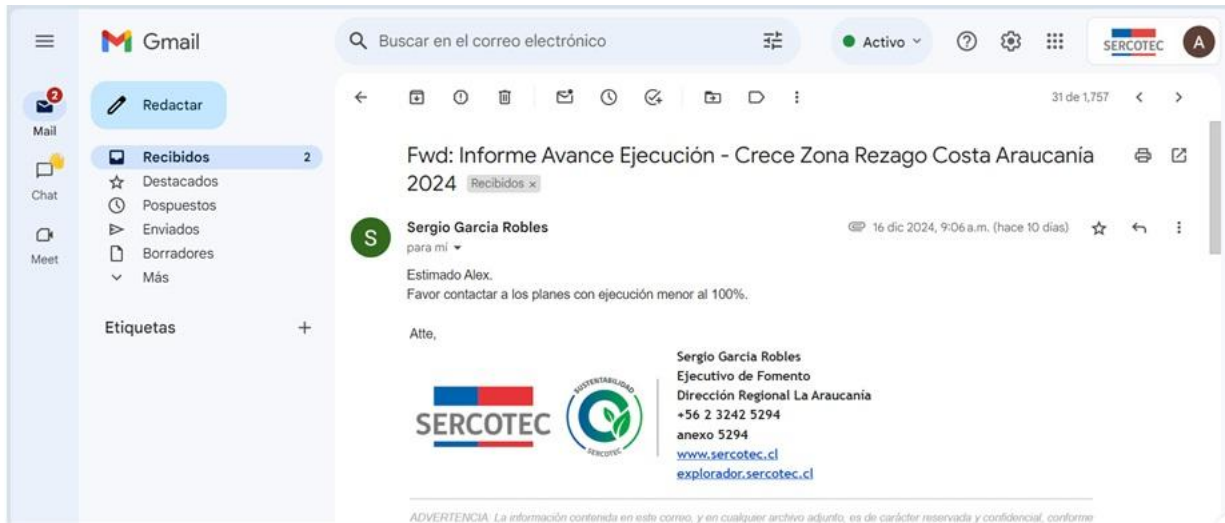 Gmail
Buscar en el correo electrónico
Activo
SERCOTEC
A
2
Mail
Chat
Meet
Redactar
Recibidos 2
Destacados
Pospuestos
Enviados
Borradores
Más
Etiquetas
31 de 1,757
Fwd: Informe Avance Ejecución - Crece Zona Rezago Costa Araucanía
2024 Recibidos x
S
Sergio Garcia Robles
16 dic 2024, 9:06 a.m. (hace 10 días)
para mí
Estimado Alex.
Favor contactar a los planes con ejecución menor al 100%.
Atte,
SERCOTEC
SUSTENTABILIDAD
SERCOTEC
Sergio Garcia Robles
Ejecutivo de Fomento
Dirección Regional La Araucanía
+56 2 3242 5294
anexo 5294
www.sercotec.cl
explorador.sercotec.cl
ADVERTENCIA: La información contenida en este correo, y en cualquier archivo adjunto, es de carácter reservada y confidencial, conforme